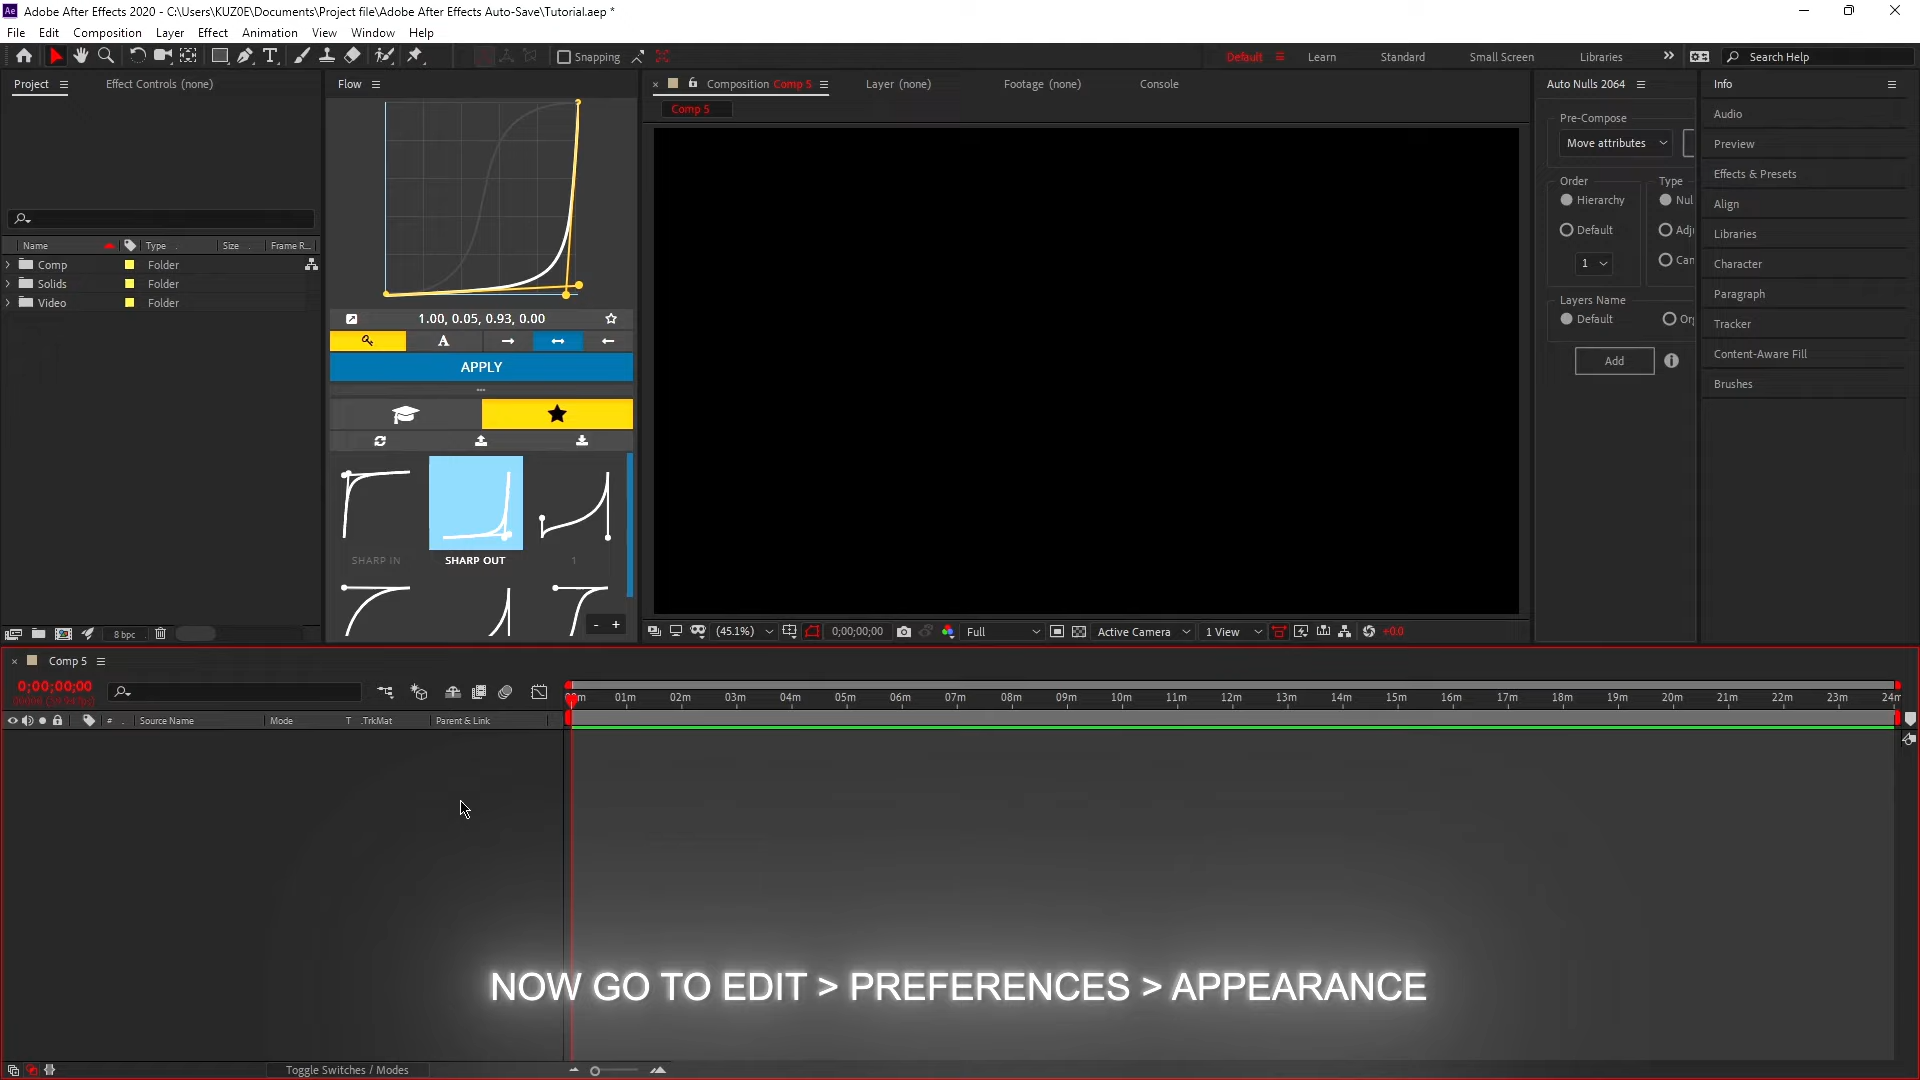 Adobe After Effects 2020 - C:\Users\KUZ0E\Documents\Project file\Adobe After Effects Auto-Save\Tutorial.aep *
File Edit Composition Layer Effect Animation View Window Help
Snapping
Default Learn Standard Small Screen Libraries
Search Help
Project Effect Controls (none)
Name Type Size Frame R...
Comp Folder
Solids Folder
Video Folder
8 bpc
Flow
1.00, 0.05, 0.93, 0.00
A
APPLY
SHARP IN SHARP OUT 1
- +
Composition Comp 5 Layer (none) Footage (none) Console
Comp 5
(45.1%) 0;00;00;00 Full Active Camera 1 View +0.0
Auto Nulls 2064
Pre-Compose
Move attributes
Order Type
Hierarchy Nul
Default Adj
1 Can
Layers Name
Default Or
Add
Info
Audio
Preview
Effects & Presets
Align
Libraries
Character
Paragraph
Tracker
Content-Aware Fill
Brushes
Comp 5
0;00;00;00
01m 02m 03m 04m 05m 06m 07m 08m 09m 10m 11m 12m 13m 14m 15m 16m 17m 18m 19m 20m 21m 22m 23m 24m
# Source Name Mode T .TrkMat Parent & Link
NOW GO TO EDIT > PREFERENCES > APPEARANCE
Toggle Switches / Modes